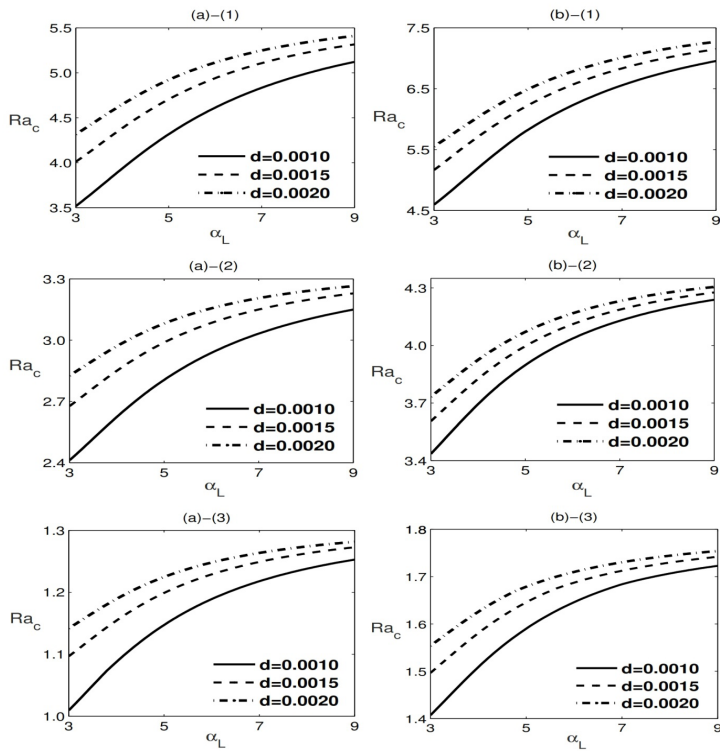 (a)−(1)
5.5
5.0
4.5
4.0
3.5
Ra_c
d=0.0010
d=0.0015
d=0.0020
3 5 7 9
α_L
(b)−(1)
7.5
6.5
5.5
4.5
Ra_c
d=0.0010
d=0.0015
d=0.0020
3 5 7 9
α_L
(a)−(2)
3.3
3.0
2.7
2.4
Ra_c
d=0.0010
d=0.0015
d=0.0020
3 5 7 9
α_L
(b)−(2)
4.3
4.0
3.7
3.4
Ra_c
d=0.0010
d=0.0015
d=0.0020
3 5 7 9
α_L
(a)−(3)
1.3
1.2
1.1
1.0
Ra_c
d=0.0010
d=0.0015
d=0.0020
3 5 7 9
α_L
(b)−(3)
1.8
1.7
1.6
1.5
1.4
Ra_c
d=0.0010
d=0.0015
d=0.0020
3 5 7 9
α_L